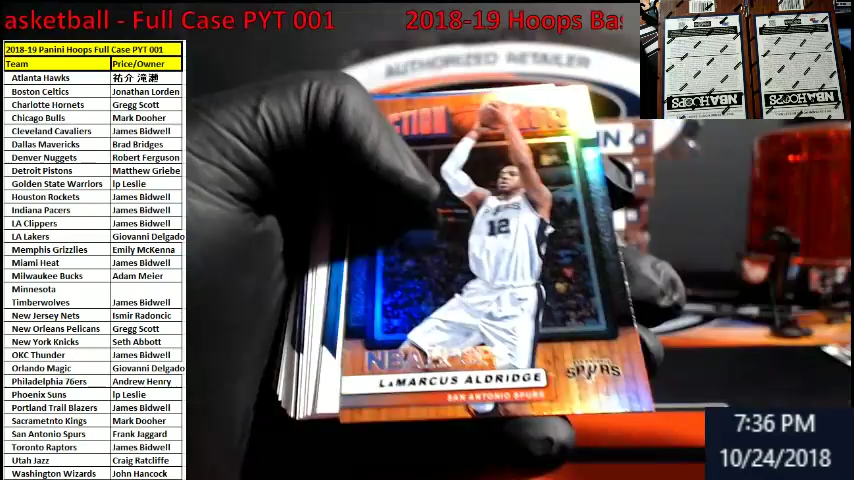 asketball - Full Case PYT 001
2018-19 Hoops Bas
2018-19 Panini Hoops Full Case PYT 001
Team Price/Owner
Atlanta Hawks
Boston Celtics Jonathan Lorden
Charlotte Hornets Gregg Scott
Chicago Bulls Mark Dooher
Cleveland Cavaliers James Bidwell
Dallas Mavericks Brad Bridges
Denver Nuggets Robert Ferguson
Detroit Pistons Matthew Griebe
Golden State Warriors lp Leslie
Houston Rockets James Bidwell
Indiana Pacers James Bidwell
LA Clippers James Bidwell
LA Lakers Giovanni Delgado
Memphis Grizzlies Emily McKenna
Miami Heat James Bidwell
Milwaukee Bucks Adam Meier
Minnesota
Timberwolves James Bidwell
New Jersey Nets Ismir Radoncic
New Orleans Pelicans Gregg Scott
New York Knicks Seth Abbott
OKC Thunder James Bidwell
Orlando Magic Giovanni Delgado
Philadelphia 76ers Andrew Henry
Phoenix Suns lp Leslie
Portland Trail Blazers James Bidwell
Sacrametnto Kings Mark Dooher
San Antonio Spurs Frank Jaggard
Toronto Raptors James Bidwell
Utah Jazz Craig Ratcliffe
Washington Wizards John Hancock
AUTHORIZED RETAILER
CTION
IN
SPURS
12
LaMARCUS ALDRIDGE
SAN ANTONIO SPURS
SPURS
NBA HOOPS
NBA HOOPS
7:36 PM
10/24/2018